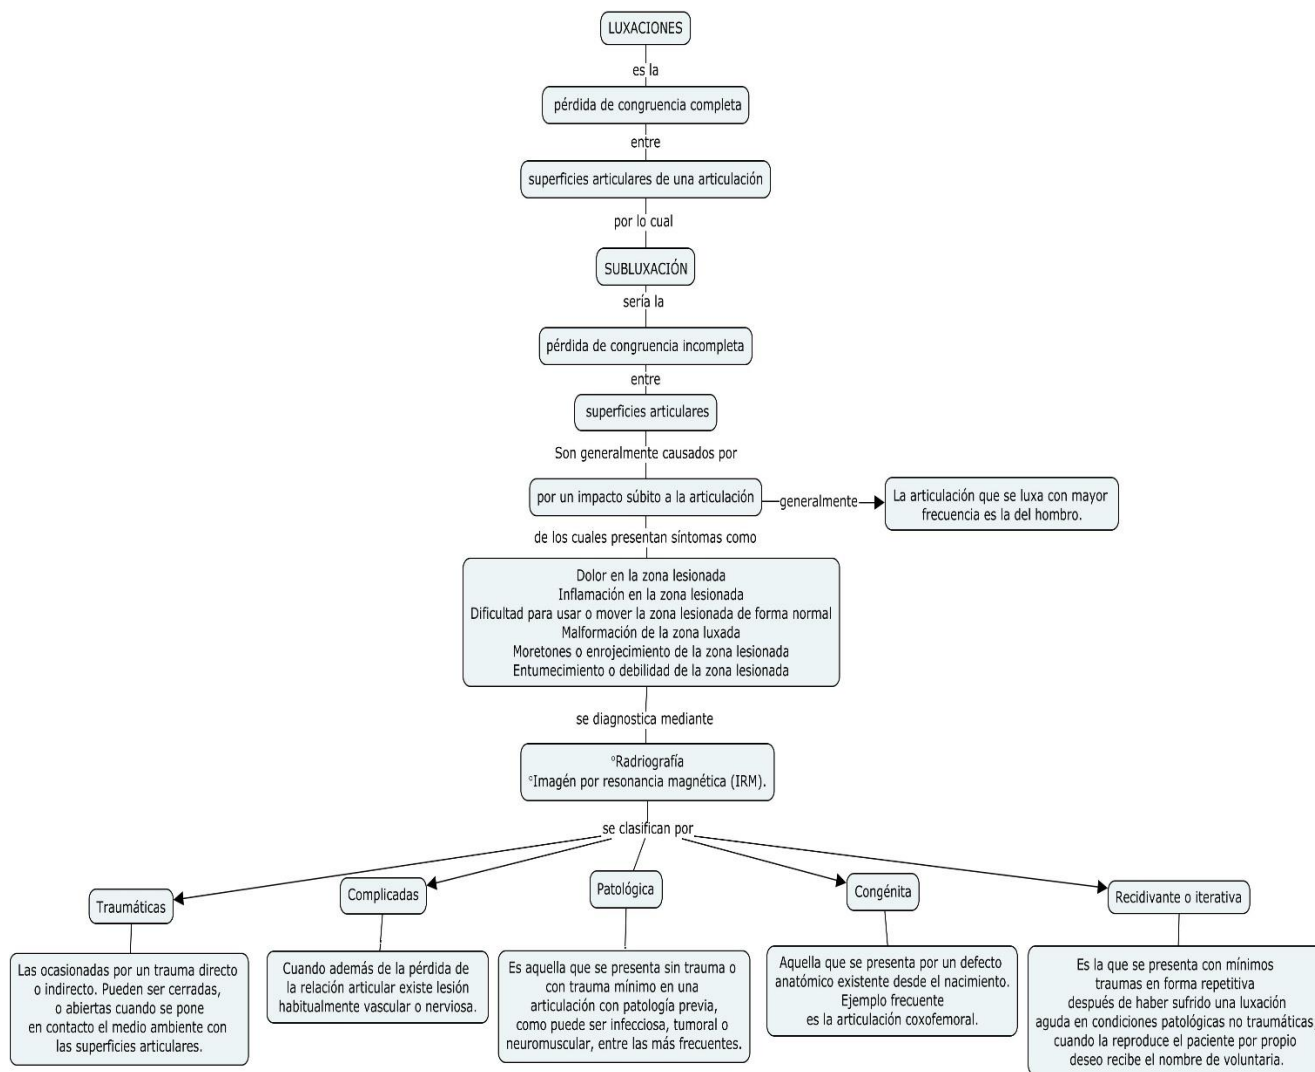 LUXACIONES
es la
pérdida de congruencia completa
entre
superficies articulares de una articulación
por lo cual
SUBLUXACIÓN
sería la
pérdida de congruencia incompleta
entre
superficies articulares
Son generalmente causados por
por un impacto súbito a la articulación
generalmente
La articulación que se luxa con mayor
frecuencia es la del hombro.
de los cuales presentan síntomas como
Dolor en la zona lesionada
Inflamación en la zona lesionada
Dificultad para usar o mover la zona lesionada de forma normal
Malformación de la zona luxada
Moretones o enrojecimiento de la zona lesionada
Entumecimiento o debilidad de la zona lesionada
se diagnostica mediante
°Radriografía
°Imagén por resonancia magnética (IRM).
se clasifican por
Traumáticas
Las ocasionadas por un trauma directo
o indirecto. Pueden ser cerradas,
o abiertas cuando se pone
en contacto el medio ambiente con
las superficies articulares.
Complicadas
Cuando además de la pérdida de
la relación articular existe lesión
habitualmente vascular o nerviosa.
Patológica
Es aquella que se presenta sin trauma o
con trauma mínimo en una
articulación con patología previa,
como puede ser infecciosa, tumoral o
neuromuscular, entre las más frecuentes.
Congénita
Aquella que se presenta por un defecto
anatómico existente desde el nacimiento.
Ejemplo frecuente
es la articulación coxofemoral.
Recidivante o iterativa
Es la que se presenta con mínimos
traumas en forma repetitiva
después de haber sufrido una luxación
aguda en condiciones patológicas no traumáticas
cuando la reproduce el paciente por propio
deseo recibe el nombre de voluntaria.